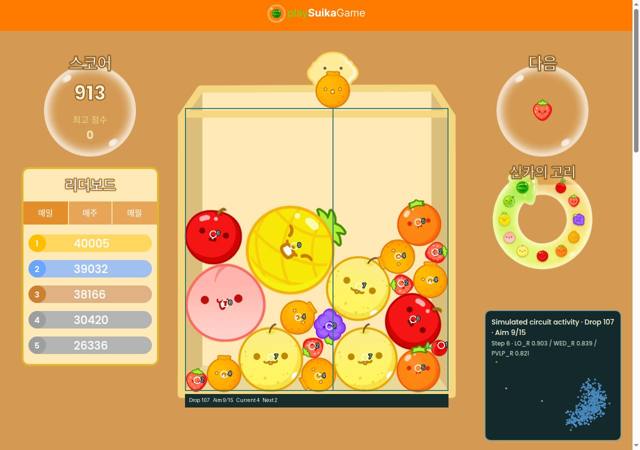 playSuikaGame
스코어
913
최고 점수
0
리더보드
매일
매주
매월
1 40005
2 39032
3 38166
4 30420
5 26336
다음
산카의 고리
Simulated circuit activity · Drop 107
· Aim 9/15
Step 6 · LO_R 0.903 / WED_R 0.839 /
PVLP_R 0.821
Drop 107 Aim 9/15 Current 4 Next 2